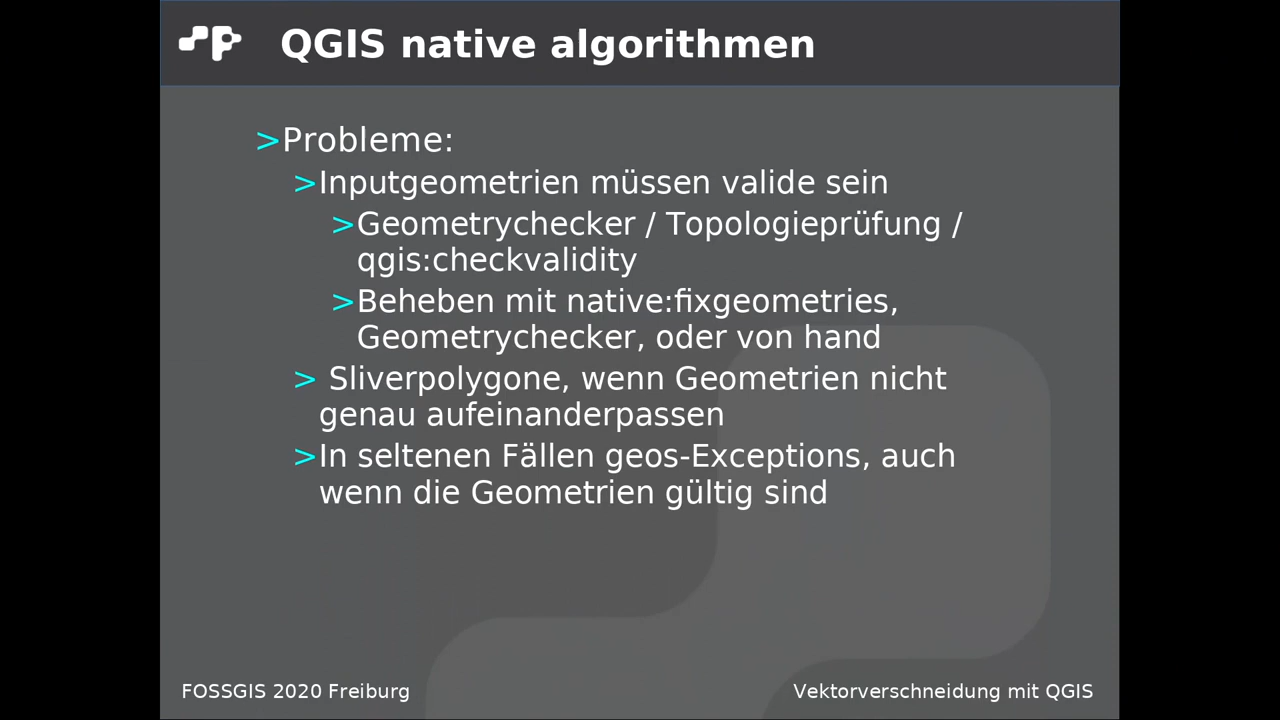 QGIS native algorithmen
>Probleme:
>Inputgeometrien müssen valide sein
>Geometrychecker / Topologieprüfung /
qgis:checkvalidity
>Beheben mit native:fixgeometries,
Geometrychecker, oder von hand
> Sliverpolygone, wenn Geometrien nicht
genau aufeinanderpassen
>In seltenen Fällen geos-Exceptions, auch
wenn die Geometrien gültig sind
FOSSGIS 2020 Freiburg
Vektorverschneidung mit QGIS